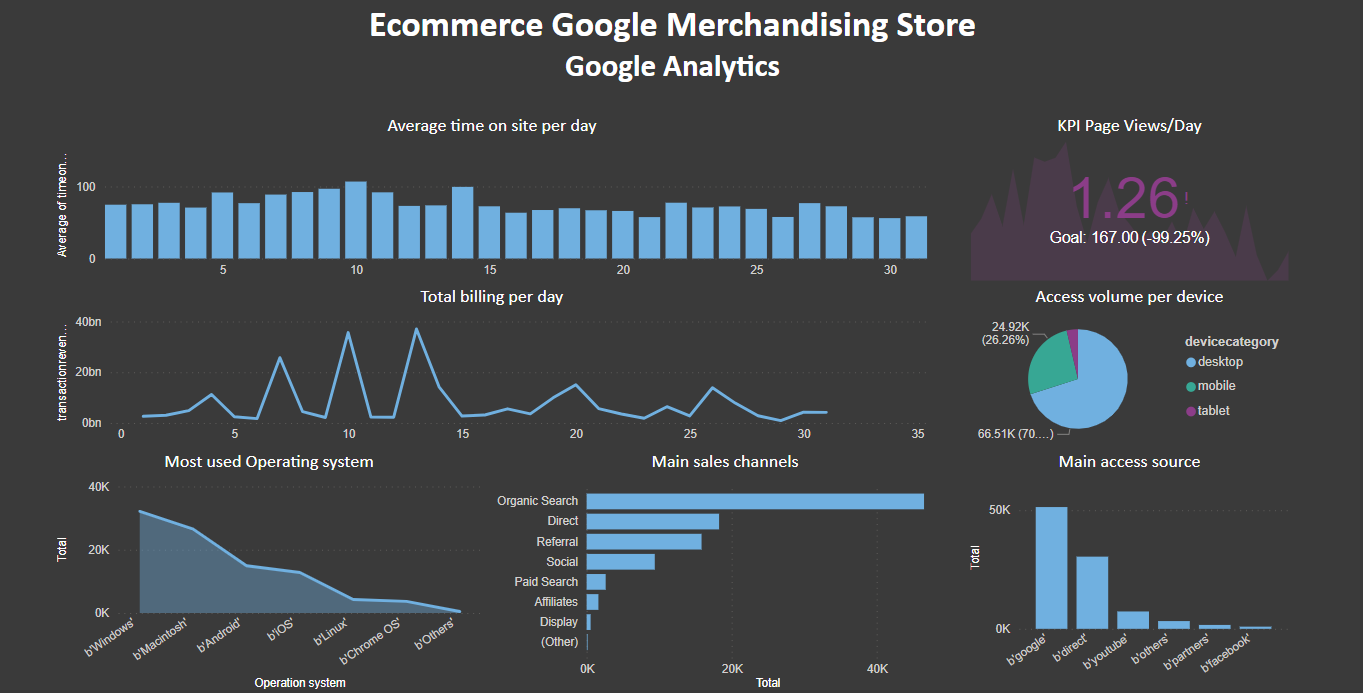 Ecommerce Google Merchandising Store
Google Analytics
Average time on site per day
Average of timeon...
100
0
5
10
15
20
25
30
KPI Page Views/Day
1.26!
Goal: 167.00 (-99.25%)
Total billing per day
transactionreven...
40bn
20bn
0bn
0
5
10
15
20
25
30
35
Access volume per device
24.92K
(26.26%)
66.51K (70....)
devicecategory
desktop
mobile
tablet
Most used Operating system
Total
40K
20K
0K
b'Windows'
b'Macintosh'
b'Android'
b'iOS'
b'Linux'
b'Chrome OS'
b'Others'
Operation system
Main sales channels
Organic Search
Direct
Referral
Social
Paid Search
Affiliates
Display
(Other)
0K
20K
40K
Total
Main access source
Total
50K
0K
b'google'
b'direct'
b'youtube'
b'others'
b'partners'
b'facebook'